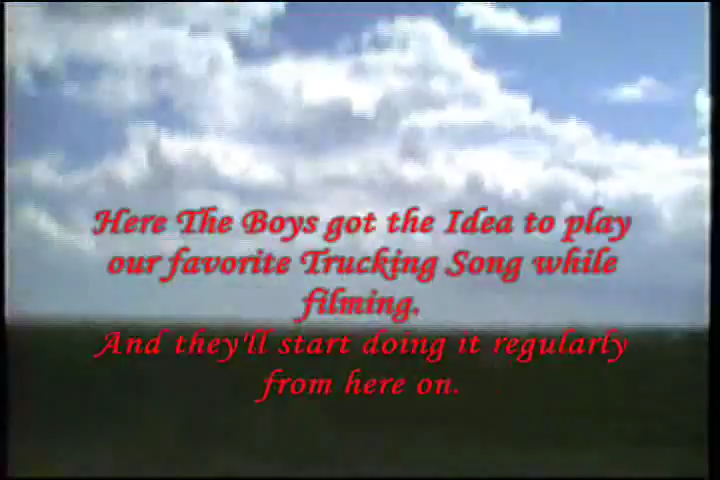 Here The Boys got the Idea to play
our favorite Trucking Song while
filming.
And they'll start doing it regularly
from here on.